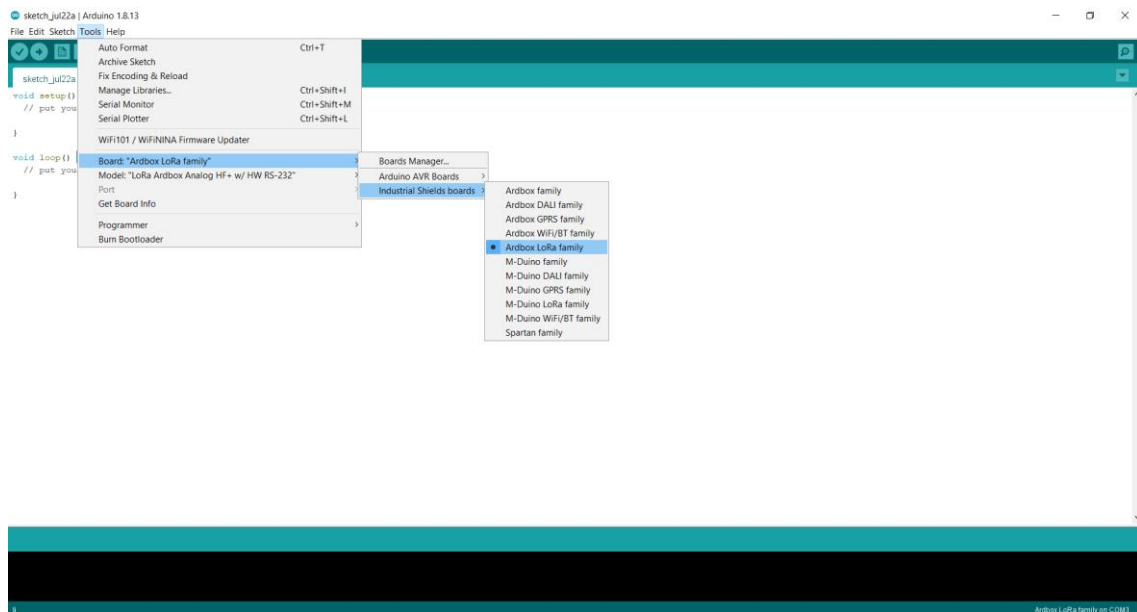 sketch_jul22a | Arduino 1.8.13
File Edit Sketch Tools Help
sketch_jul22a
void setup()
// put you
}
void loop()
// put you
}
Auto Format Ctrl+T
Archive Sketch
Fix Encoding & Reload
Manage Libraries... Ctrl+Shift+I
Serial Monitor Ctrl+Shift+M
Serial Plotter Ctrl+Shift+L
WiFi101 / WiFiNINA Firmware Updater
Board: "Ardbox LoRa family"
Model: "LoRa Ardbox Analog HF+ w/ HW RS-232"
Port
Get Board Info
Programmer
Burn Bootloader
Boards Manager...
Arduino AVR Boards
Industrial Shields boards
Ardbox family
Ardbox DALI family
Ardbox GPRS family
Ardbox WiFi/BT family
Ardbox LoRa family
M-Duino family
M-Duino DALI family
M-Duino GPRS family
M-Duino LoRa family
M-Duino WiFi/BT family
Spartan family
Ardbox LoRa family on COM3